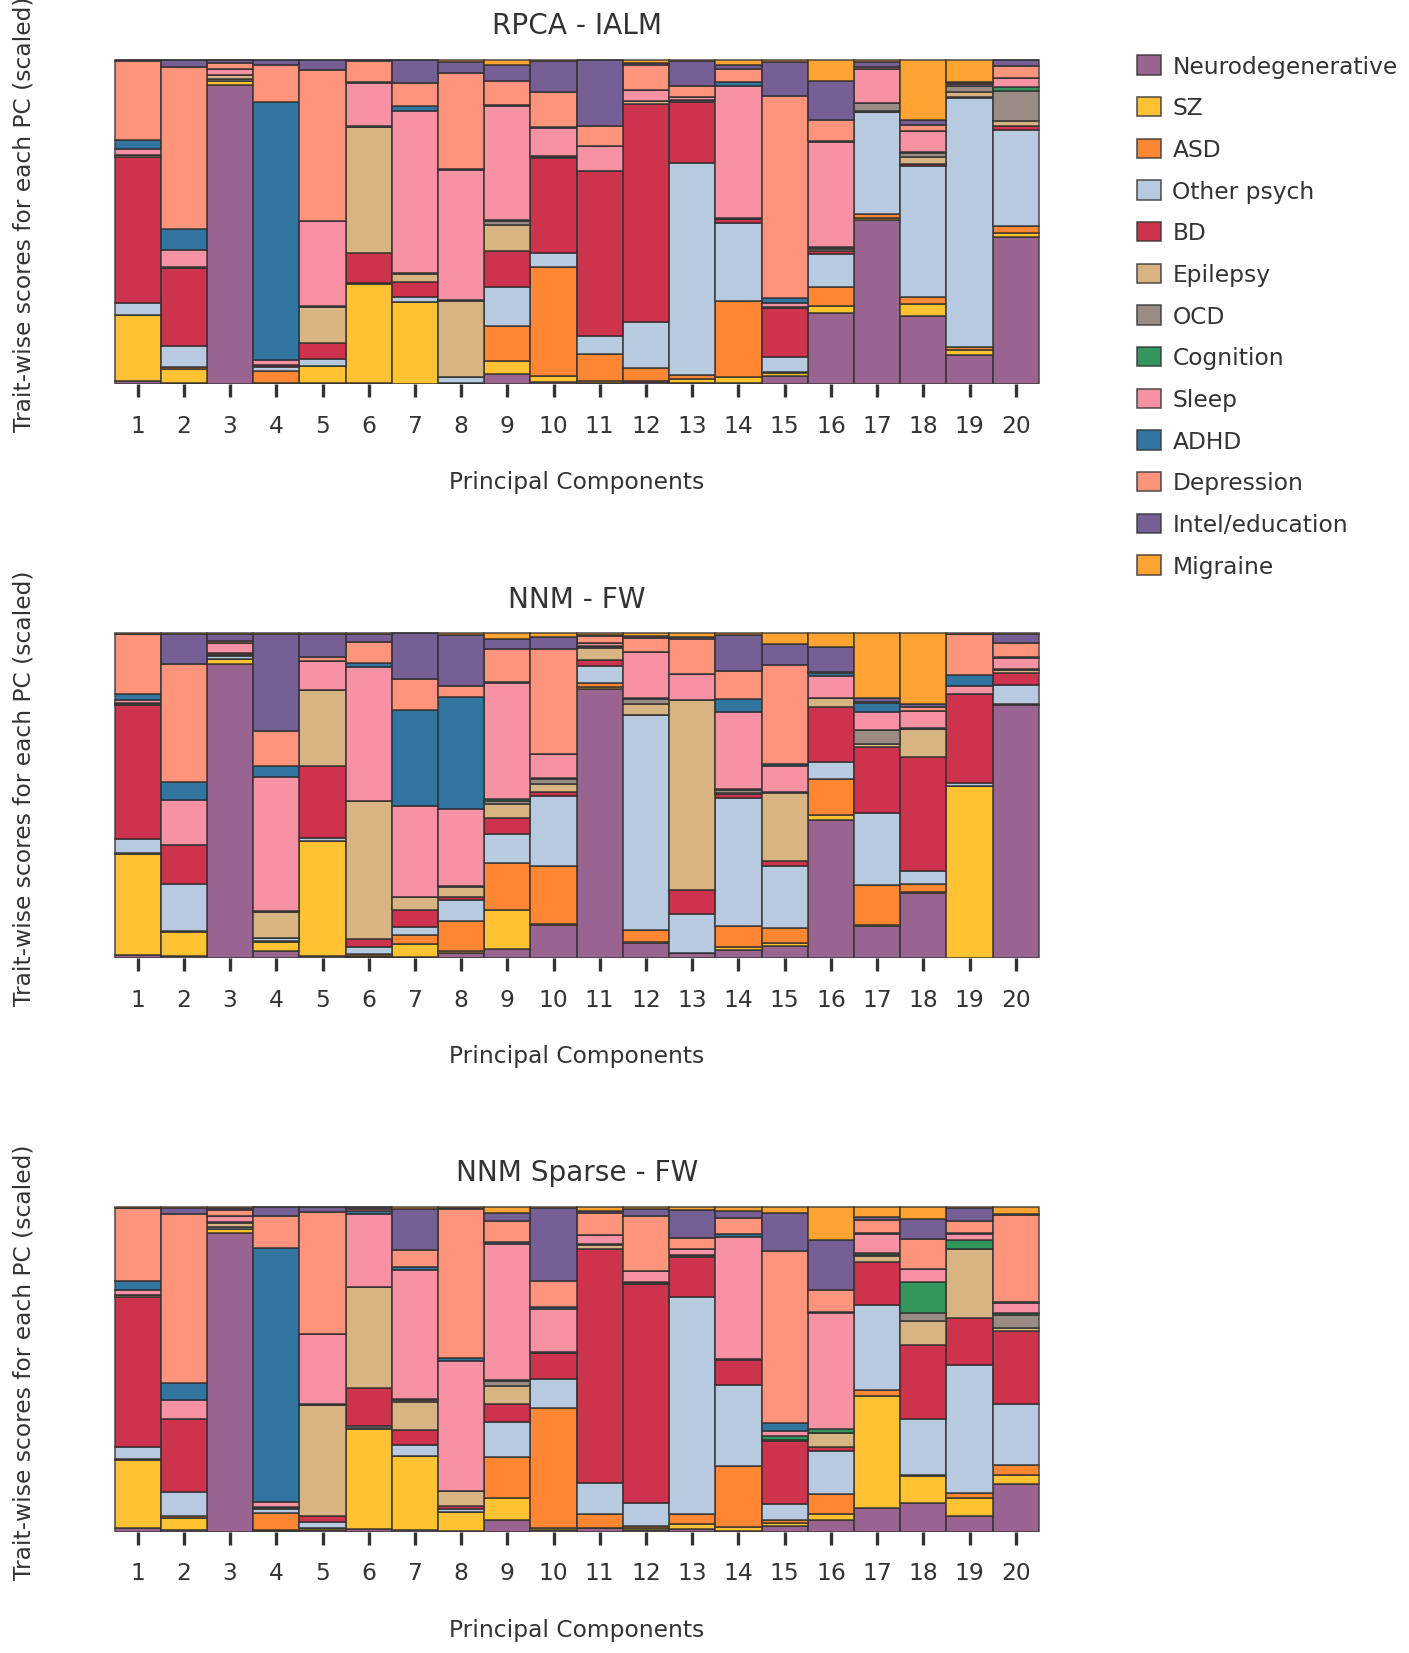 RPCA - IALM
Trait-wise scores for each PC (scaled)
1 2 3 4 5 6 7 8 9 10 11 12 13 14 15 16 17 18 19 20
Principal Components
Neurodegenerative
SZ
ASD
Other psych
BD
Epilepsy
OCD
Cognition
Sleep
ADHD
Depression
Intel/education
Migraine
NNM - FW
Trait-wise scores for each PC (scaled)
1 2 3 4 5 6 7 8 9 10 11 12 13 14 15 16 17 18 19 20
Principal Components
NNM Sparse - FW
Trait-wise scores for each PC (scaled)
1 2 3 4 5 6 7 8 9 10 11 12 13 14 15 16 17 18 19 20
Principal Components